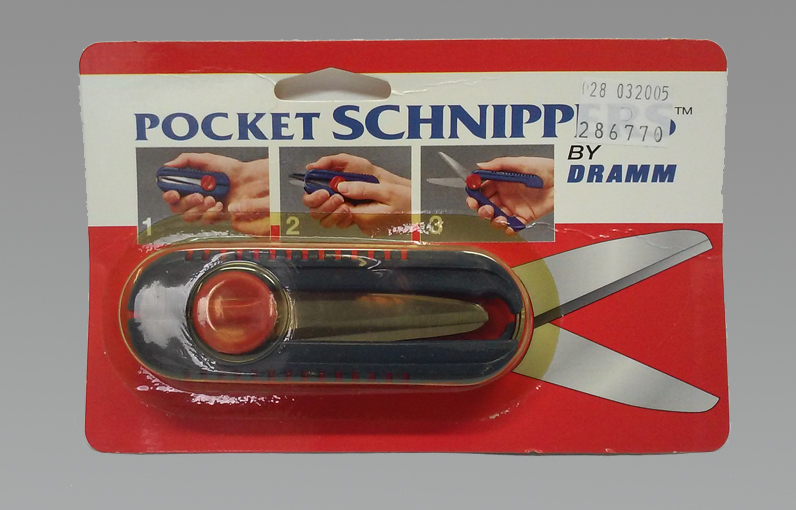 028 032005
286770
POCKET SCHNIPPERS™
BY
DRAMM
1 2 3